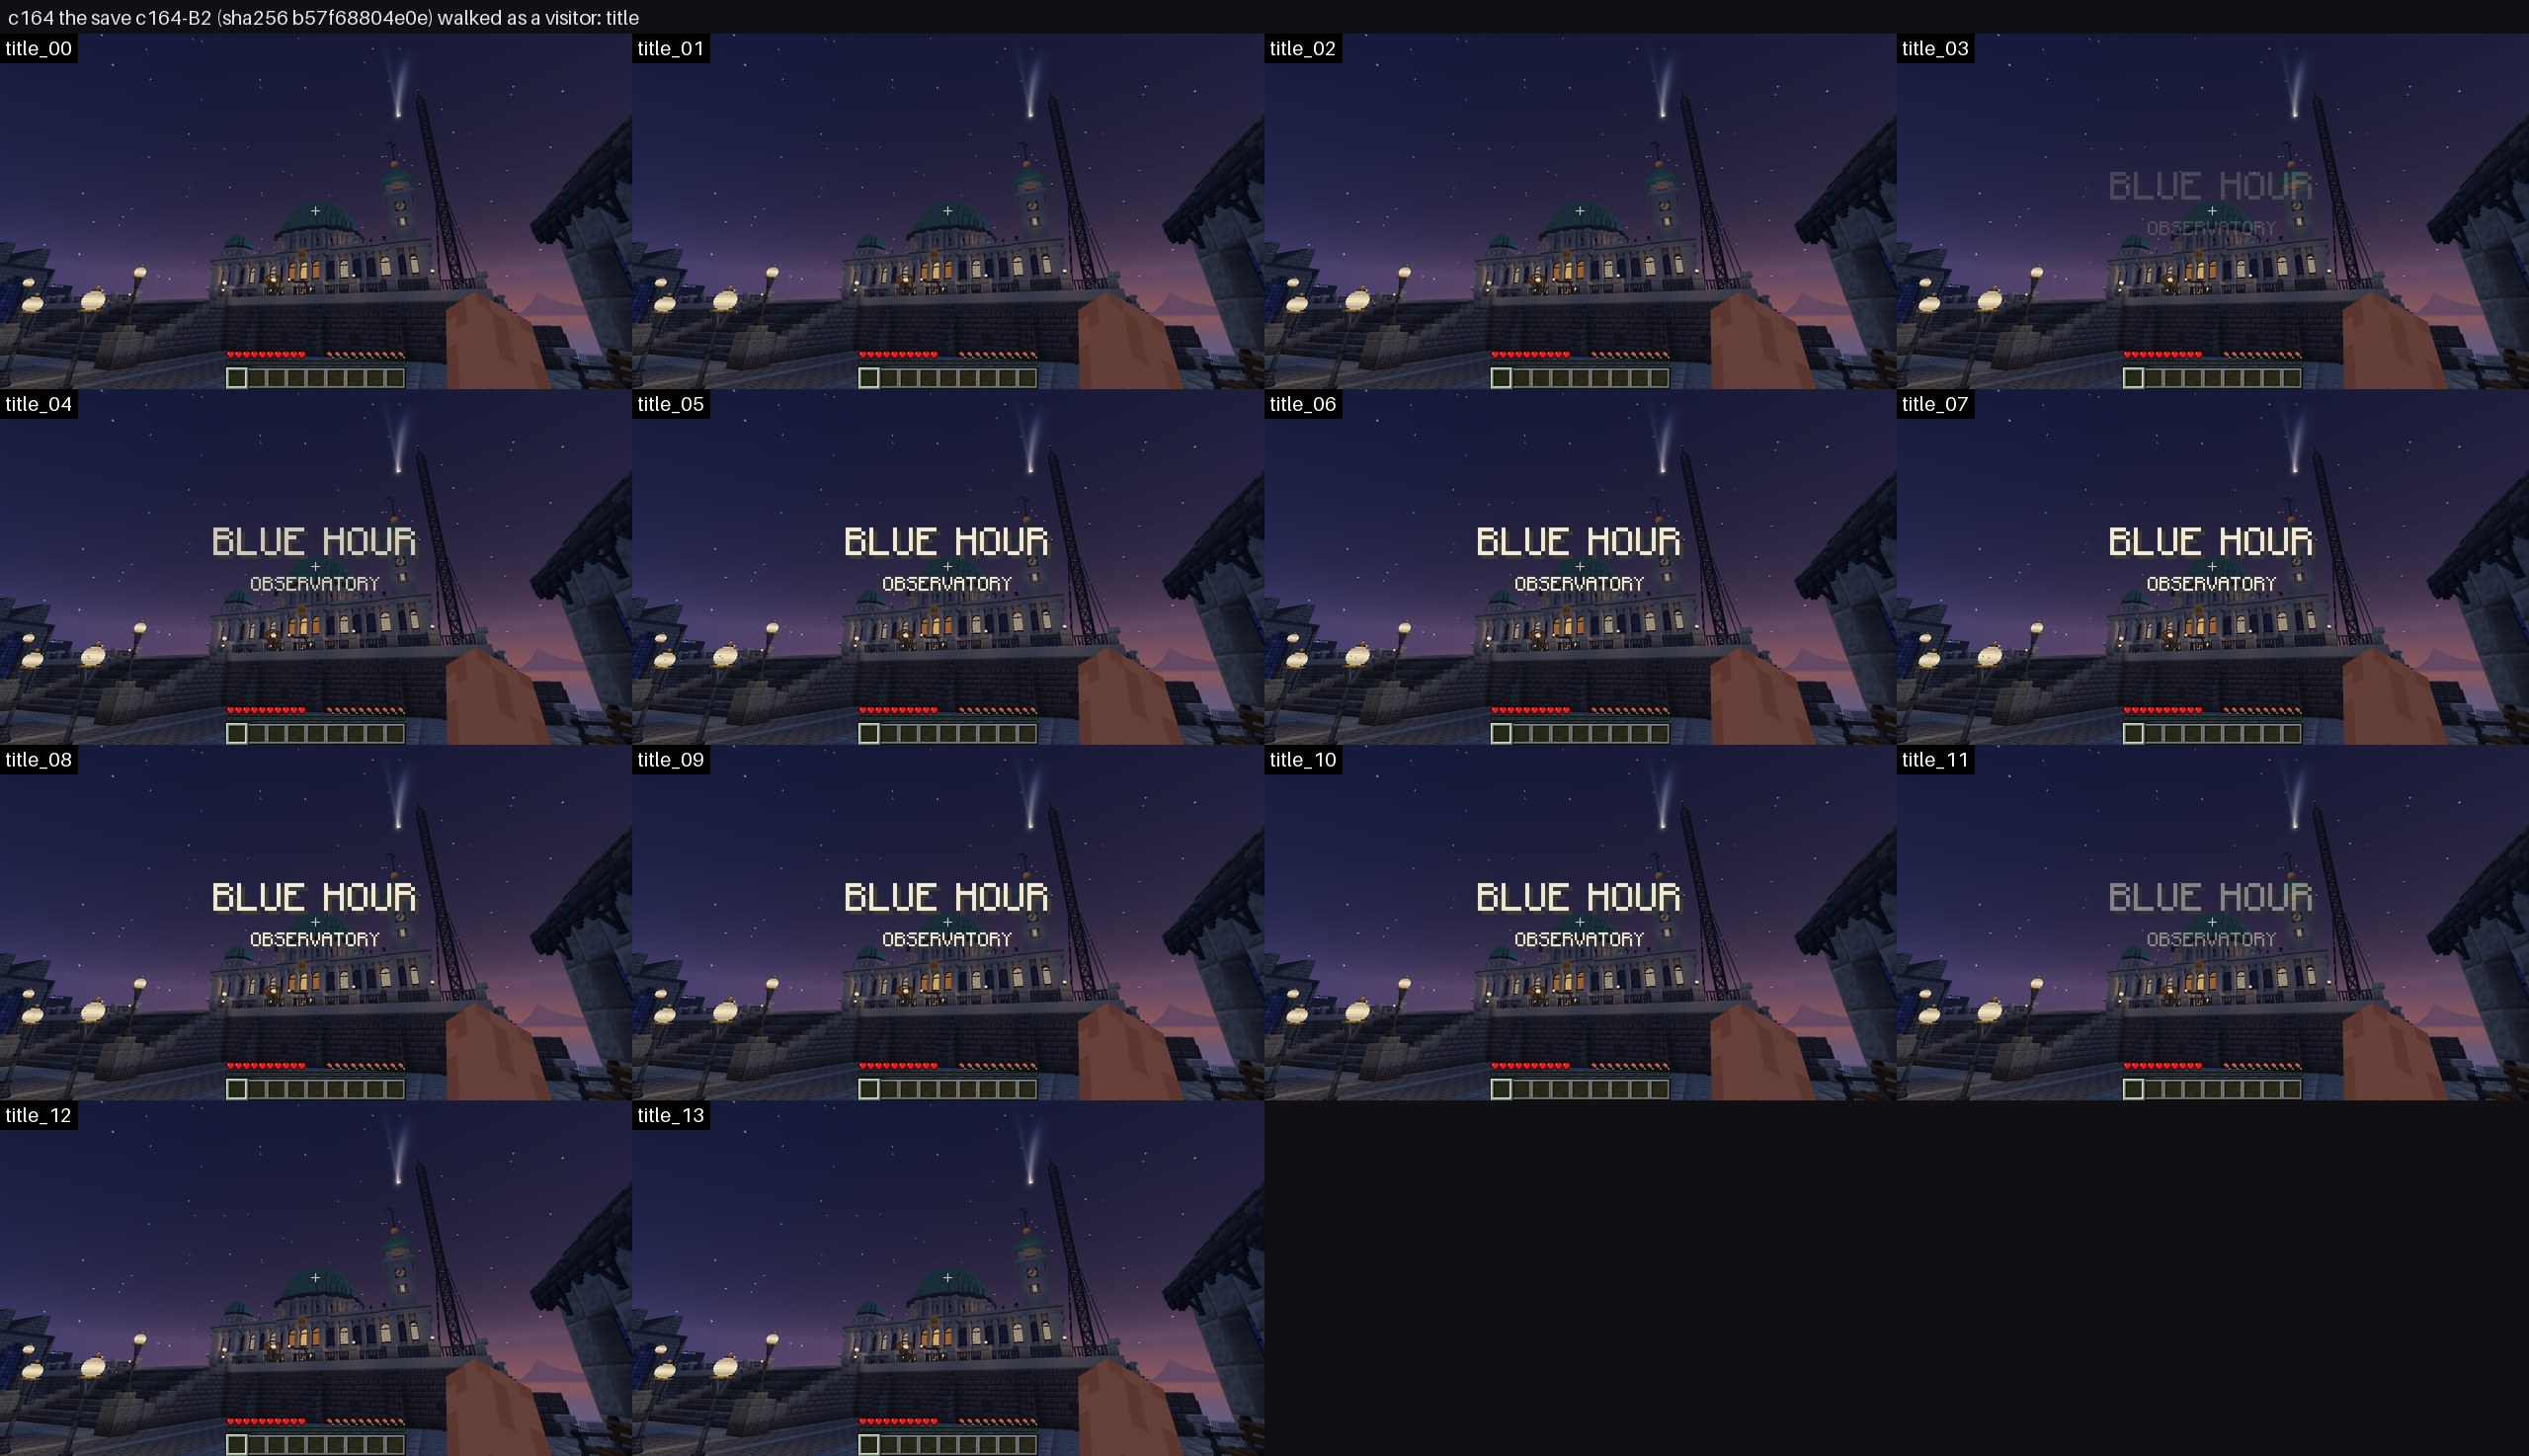 c164 the save c164-B2 (sha256 b57f68804e0e) walked as a visitor: title
title_00
title_01
title_02
title_03
BLUE HOUR
OBSERVATORY
title_04
BLUE HOUR
OBSERVATORY
title_05
BLUE HOUR
OBSERVATORY
title_06
BLUE HOUR
OBSERVATORY
title_07
BLUE HOUR
OBSERVATORY
title_08
BLUE HOUR
OBSERVATORY
title_09
BLUE HOUR
OBSERVATORY
title_10
BLUE HOUR
OBSERVATORY
title_11
BLUE HOUR
OBSERVATORY
title_12
title_13